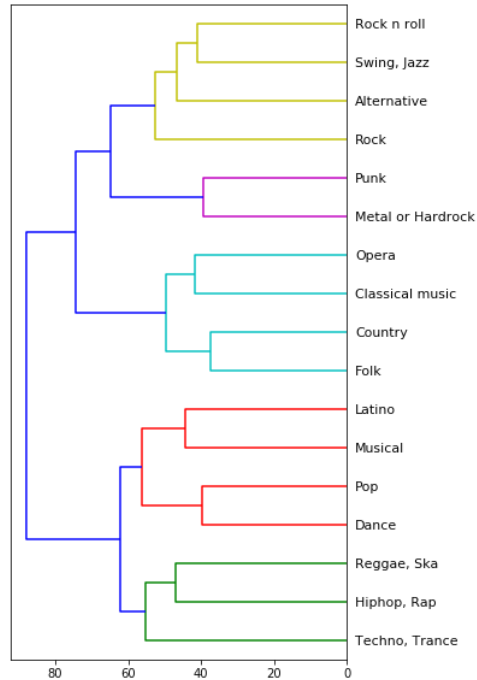 Rock n roll
Swing, Jazz
Alternative
Rock
Punk
Metal or Hardrock
Opera
Classical music
Country
Folk
Latino
Musical
Pop
Dance
Reggae, Ska
Hiphop, Rap
Techno, Trance
80 60 40 20 0